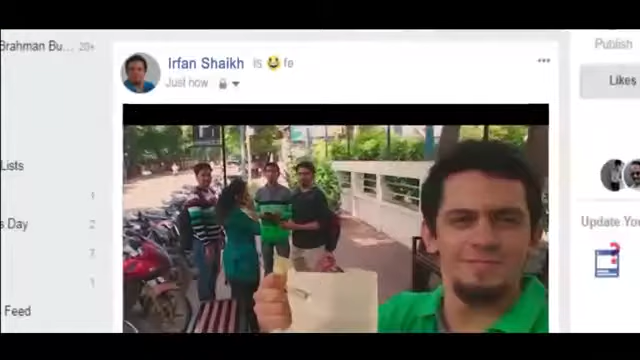 Brahman Bu... 20+
Irfan Shaikh is fe
Just now
Publish
Likes
Lists
1
s Day 2
7
1
Feed
Update You